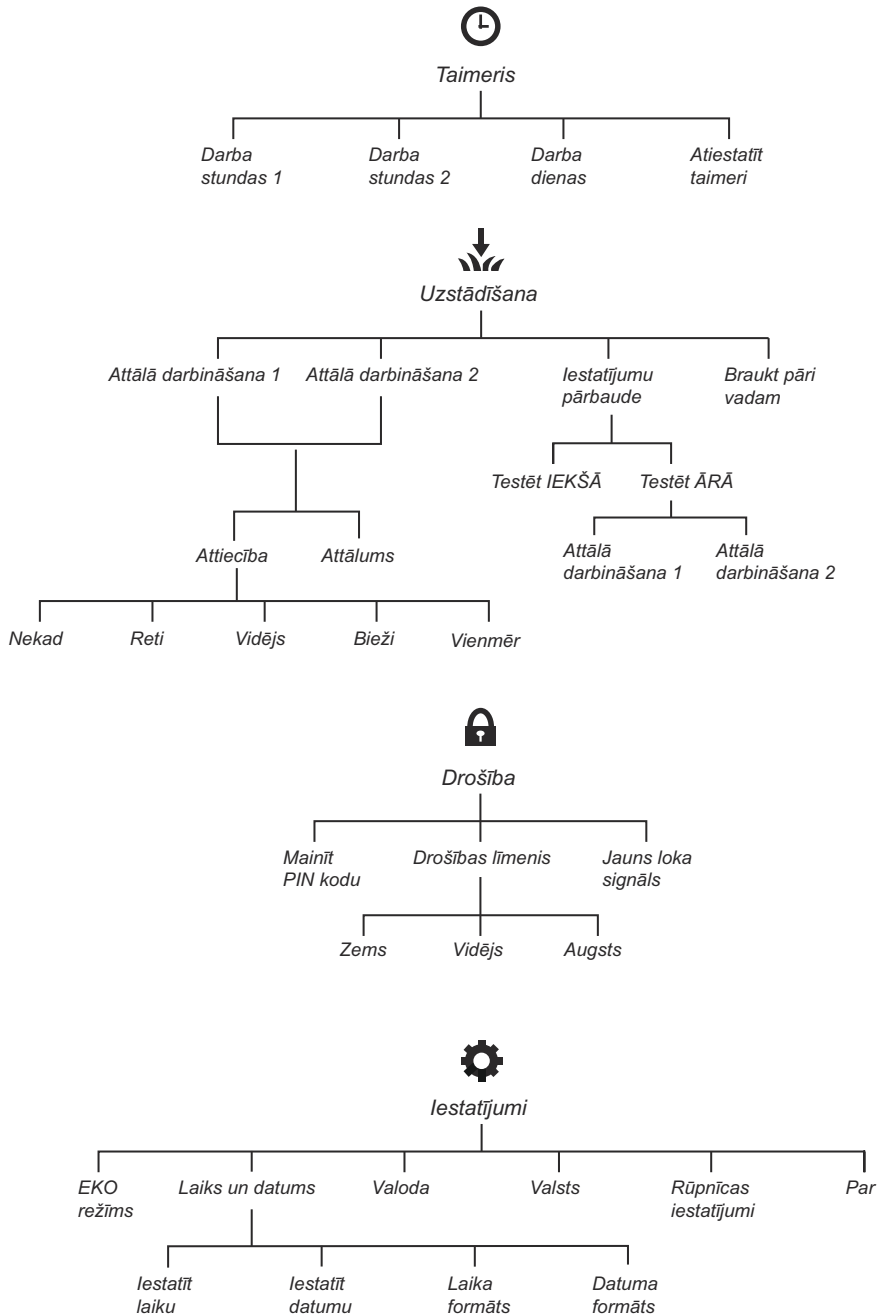 Taimeris
Darba
stundas 1
Darba
stundas 2
Darba
dienas
Atiestatīt
taimeri
Uzstādīšana
Attālā darbināšana 1
Attālā darbināšana 2
Iestatījumu
pārbaude
Braukt pāri
vadam
Testēt IEKŠĀ
Testēt ĀRĀ
Attiecība
Attālums
Attālā
darbināšana 1
Attālā
darbināšana 2
Nekad
Reti
Vidējs
Bieži
Vienmēr
Drošība
Mainīt
PIN kodu
Drošības līmenis
Jauns loka
signāls
Zems
Vidējs
Augsts
Iestatījumi
EKO
režīms
Laiks un datums
Valoda
Valsts
Rūpnīcas
iestatījumi
Par
Iestatīt
laiku
Iestatīt
datumu
Laika
formāts
Datuma
formāts